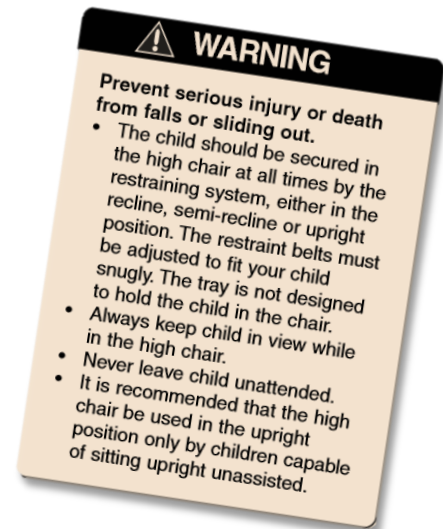 WARNING
Prevent serious injury or death
from falls or sliding out.
• The child should be secured in
the high chair at all times by the
restraining system, either in the
recline, semi-recline or upright
position. The restraint belts must
be adjusted to fit your child
snugly. The tray is not designed
to hold the child in the chair.
• Always keep child in view while
in the high chair.
• Never leave child unattended.
• It is recommended that the high
chair be used in the upright
position only by children capable
of sitting upright unassisted.